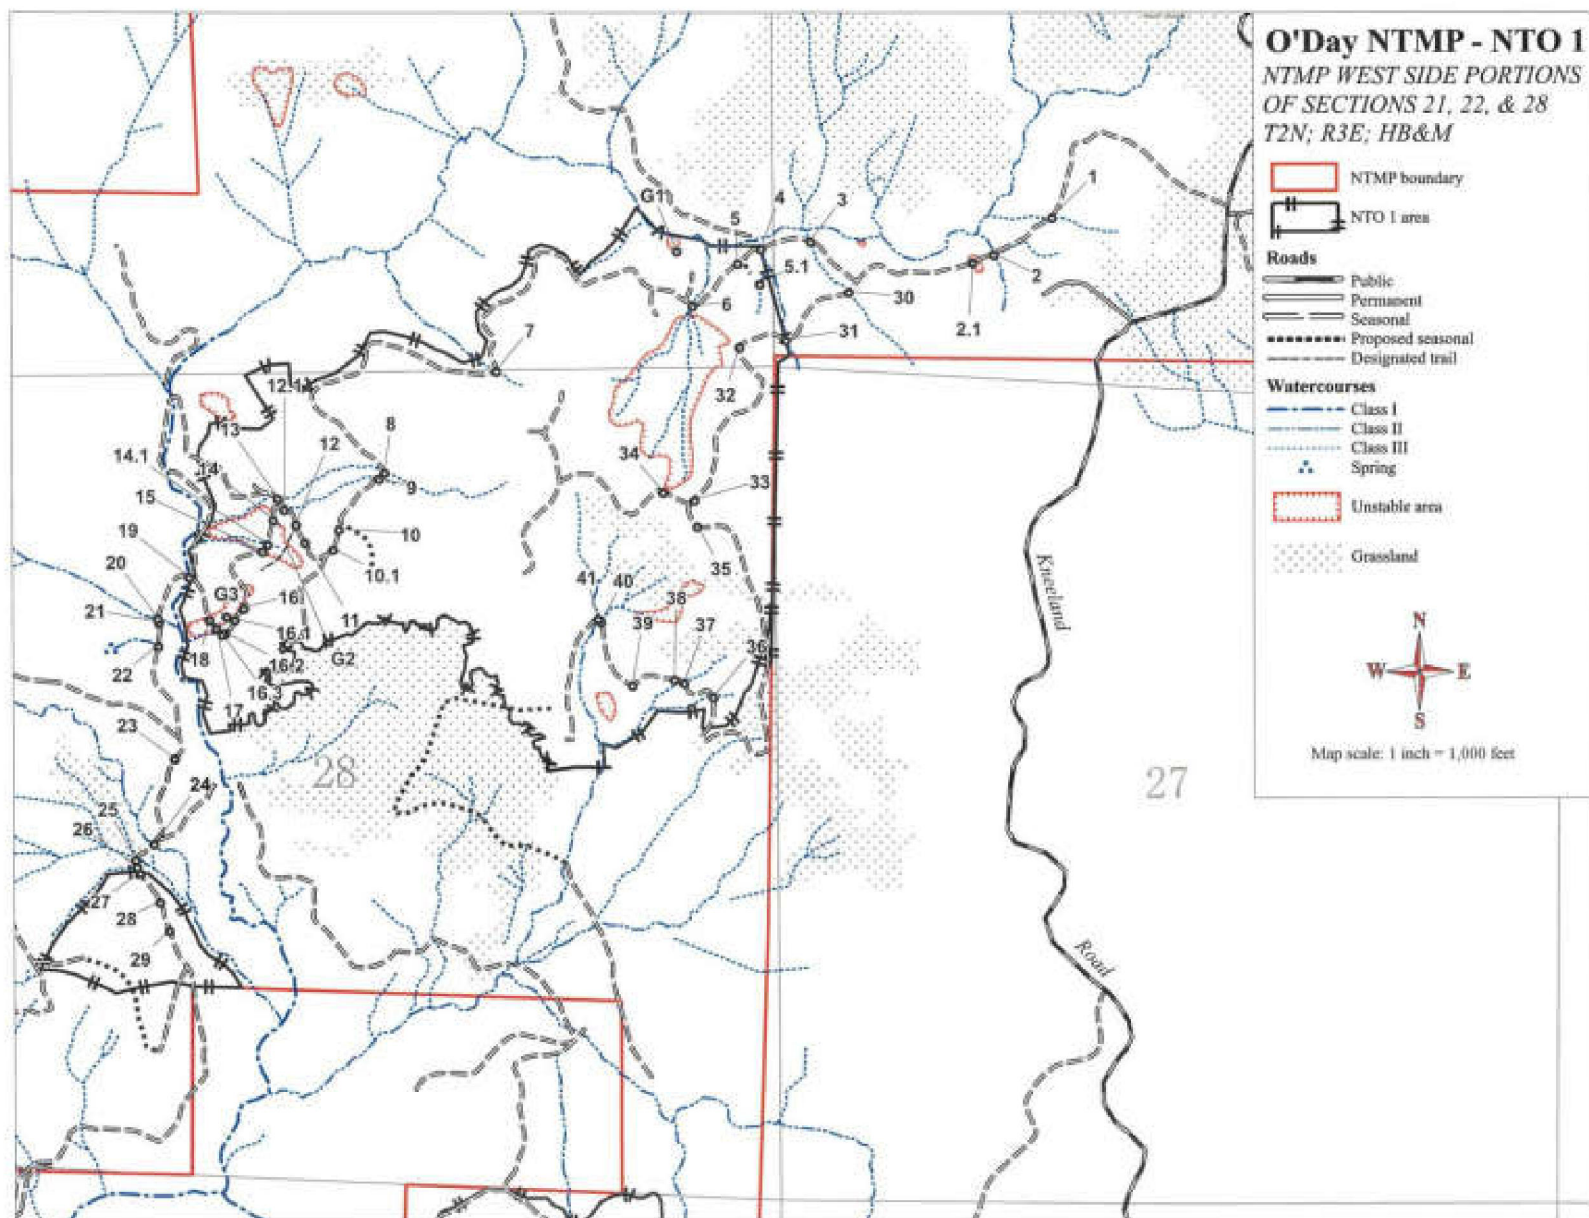 O'Day NTMP - NTO 1
NTMP WEST SIDE PORTIONS
OF SECTIONS 21, 22, & 28
T2N; R3E; HB&M
NTMP boundary
NTO 1 area
Roads
Public
Permanent
Seasonal
Proposed seasonal
Designated trail
Watercourses
Class I
Class II
Class III
Spring
Unstable area
Grassland
N
W E
S
Map scale: 1 inch = 1,000 feet
1
G1
4
3
5
2
5.1
30
6
2.1
31
7
12.1
32
13
8
12
14.1
14
34
9
15
33
19
10
20
10.1
35
Kneeland
41
40
21
G3
16
38
11
39
37
16.1
36
22
18
16.2
G2
16.3
17
23
28
27
24
25
26
27
28
29
Road